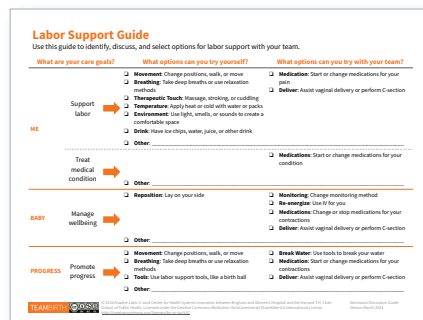 Labor Support Guide
Use this guide to identify, discuss, and select options for labor support with your team.
What are your care goals? What options can you try yourself? What options can you try with your team?
ME
Support
labor
Movement: Change positions, walk, or move
Breathing: Take deep breaths or use relaxation
methods
Therapeutic Touch: Massage, stroking, or cuddling
Temperature: Apply heat or cold with water or packs
Environment: Use light, smells, or sounds to create a
comfortable space
Drink: Have ice chips, water, juice, or other drink
Other:
Medication: Start or change medications for your
pain
Deliver: Assist vaginal delivery or perform C-section
Treat
medical
condition
Other:
Medications: Start or change medications for your
condition
BABY
Manage
wellbeing
Reposition: Lay on your side
Other:
Monitoring: Change monitoring method
Re-energize: Use IV for you
Medications: Change or stop medications for your
contractions
Deliver: Assist vaginal delivery or perform C-section
PROGRESS
Promote
progress
Movement: Change positions, walk, or move
Breathing: Take deep breaths or use relaxation
methods
Tools: Use labor support tools, like a birth ball
Other:
Break Water: Use tools to break your water
Medication: Start or change medications for your
contractions
Deliver: Assist vaginal delivery or perform C-section
TEAMBIRTH